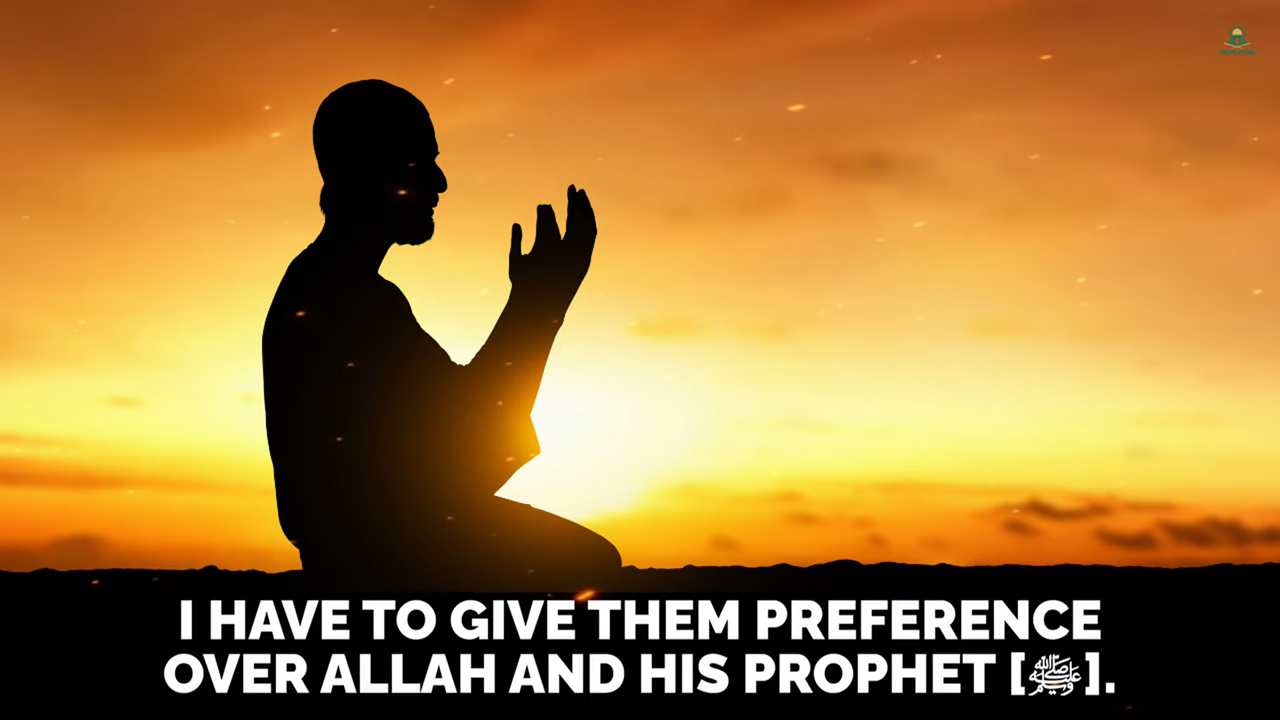 I HAVE TO GIVE THEM PREFERENCE
OVER ALLAH AND HIS PROPHET [ﷺ].